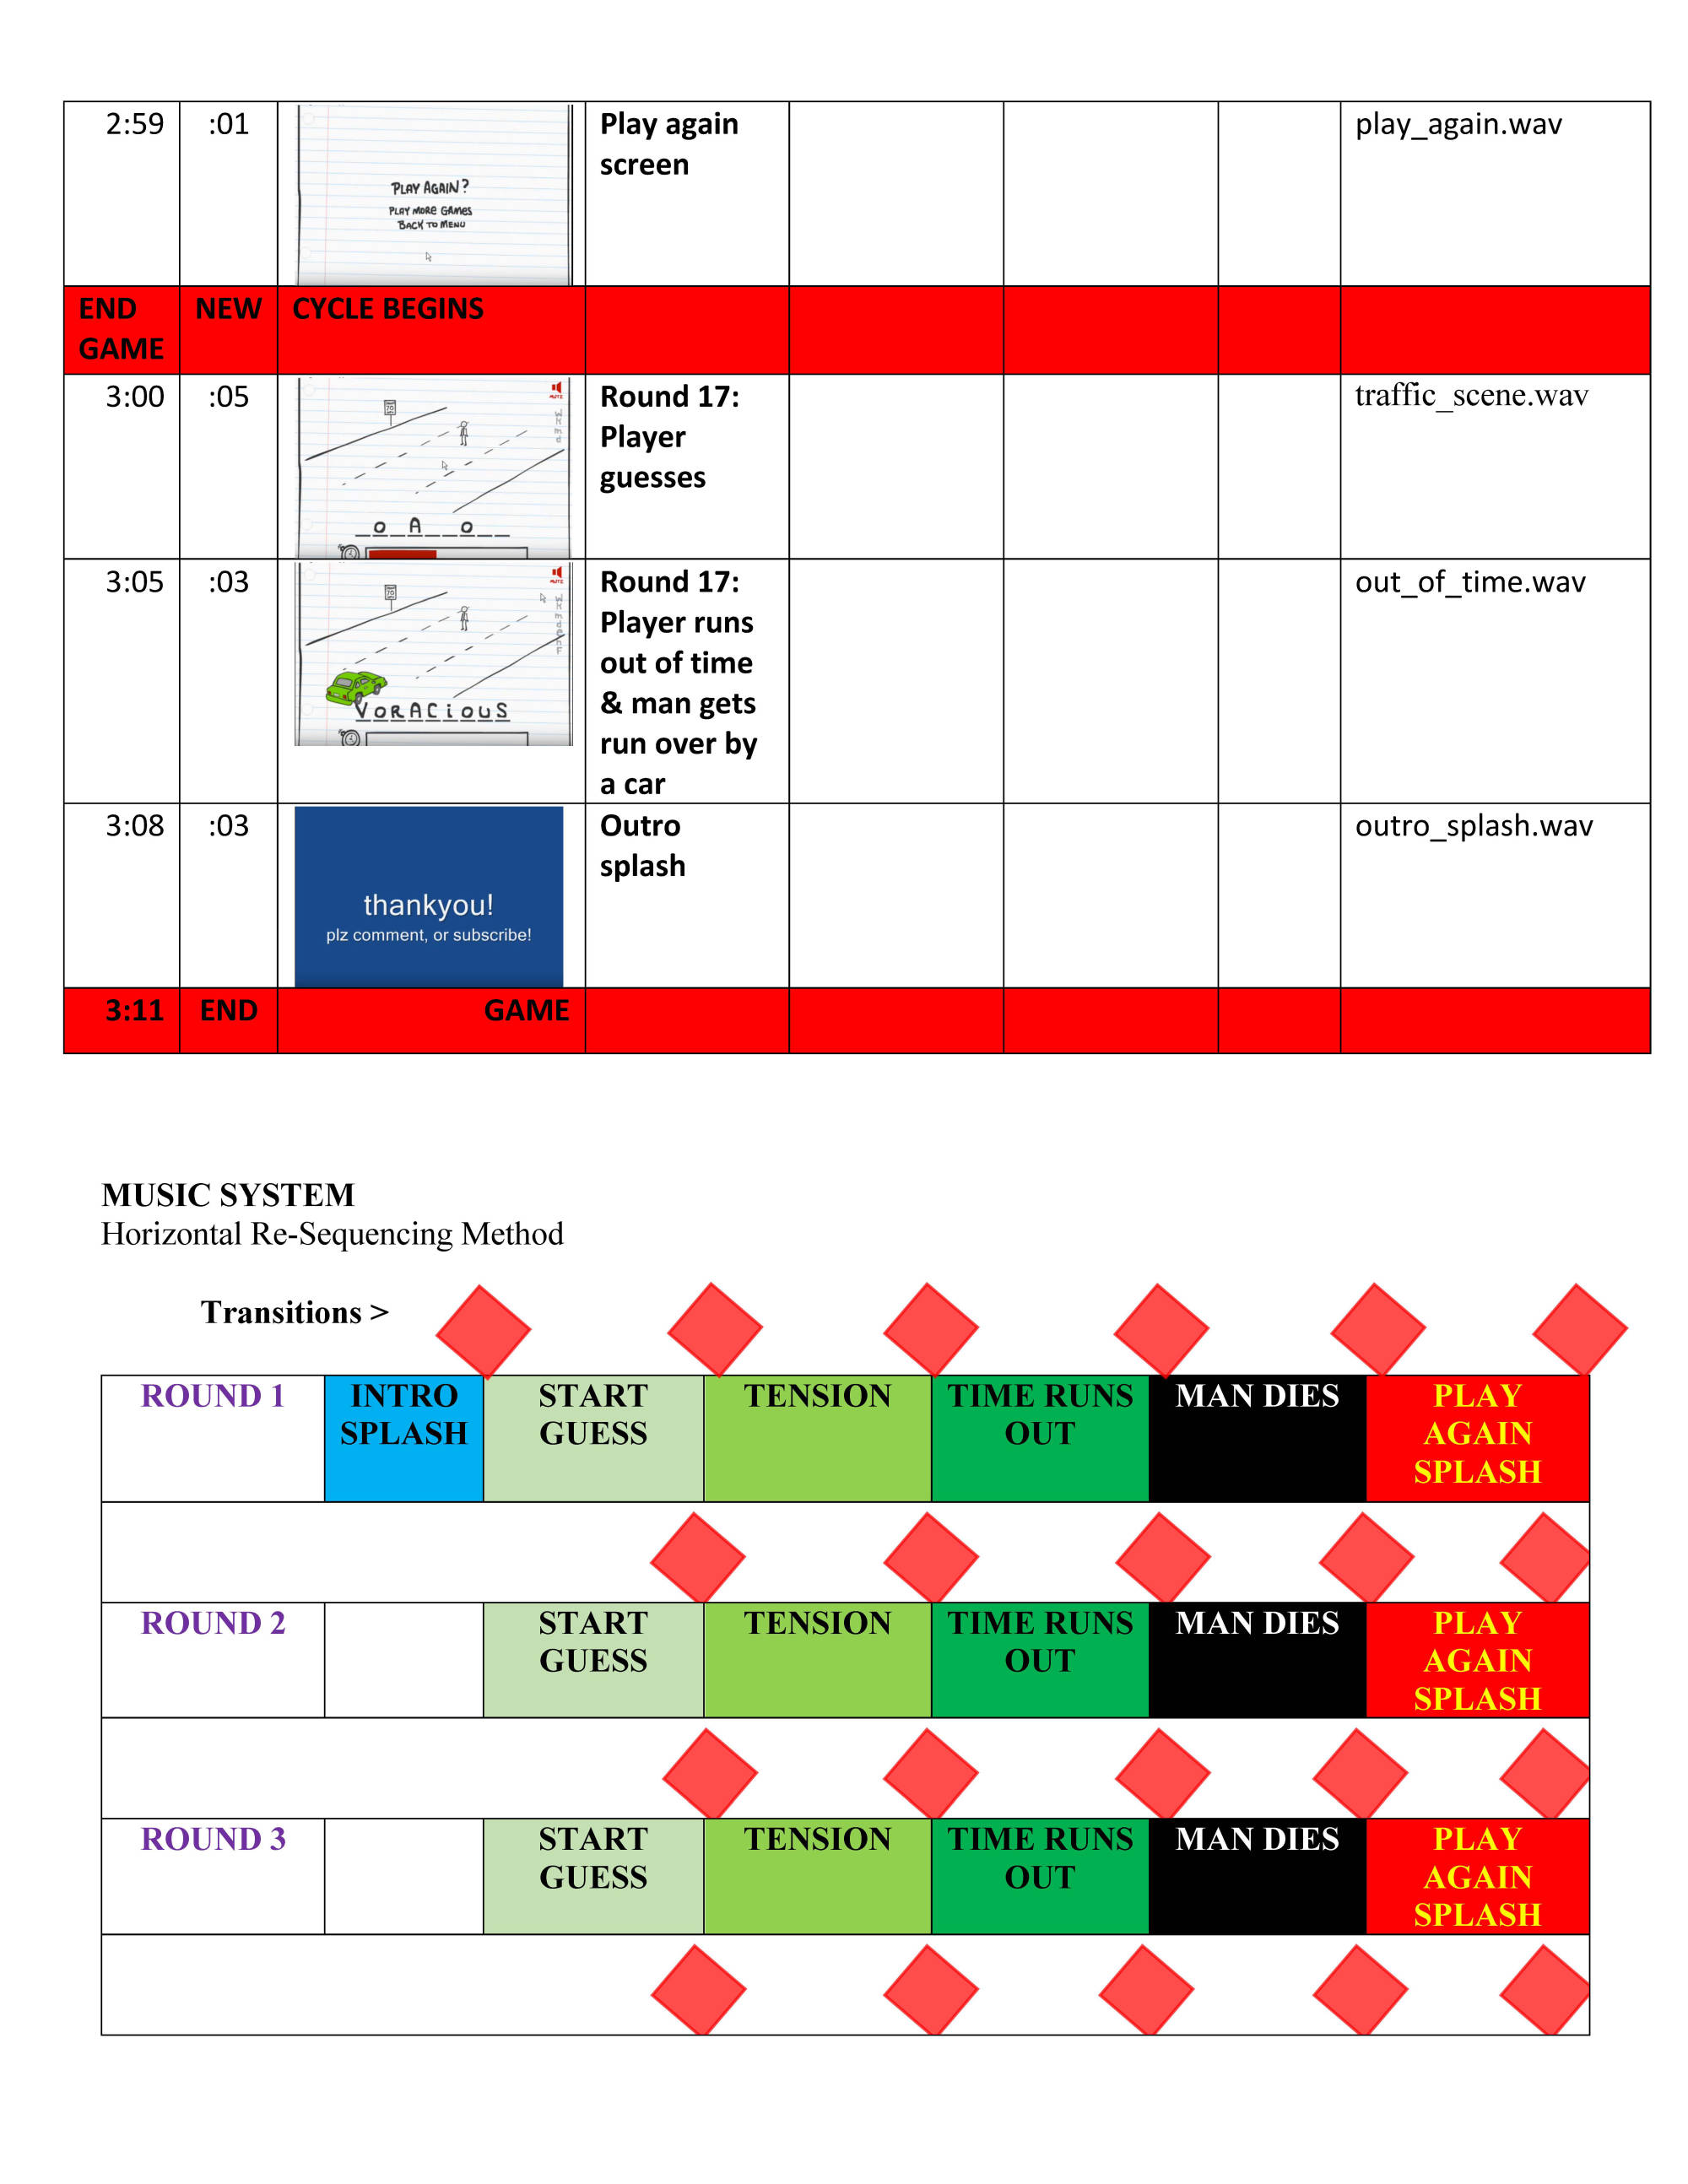 2:59 :01 Play again play_again.wav
screen
PLAY AGAIN?
PLAY MORE GAMES
BACK TO MENU
END NEW CYCLE BEGINS
GAME
3:00 :05 Round 17: traffic_scene.wav
Player
guesses
70
MUTE
W
H
M
D
O A O
3:05 :03 Round 17: out_of_time.wav
Player runs
out of time
& man gets
run over by
a car
70
MUTE
VORACiOUS
3:08 :03 Outro outro_splash.wav
splash
thankyou!
plz comment, or subscribe!
3:11 END GAME
MUSIC SYSTEM
Horizontal Re-Sequencing Method
Transitions >
ROUND 1 INTRO START TENSION TIME RUNS MAN DIES PLAY
SPLASH GUESS OUT AGAIN
SPLASH
ROUND 2 START TENSION TIME RUNS MAN DIES PLAY
GUESS OUT AGAIN
SPLASH
ROUND 3 START TENSION TIME RUNS MAN DIES PLAY
GUESS OUT AGAIN
SPLASH